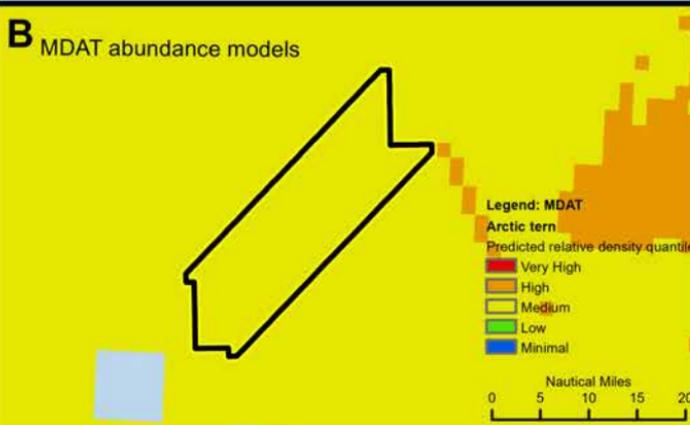 B MDAT abundance models
Legend: MDAT
Arctic tern
Predicted relative density quantile
Very High
High
Medium
Low
Minimal
Nautical Miles
0 5 10 15 20